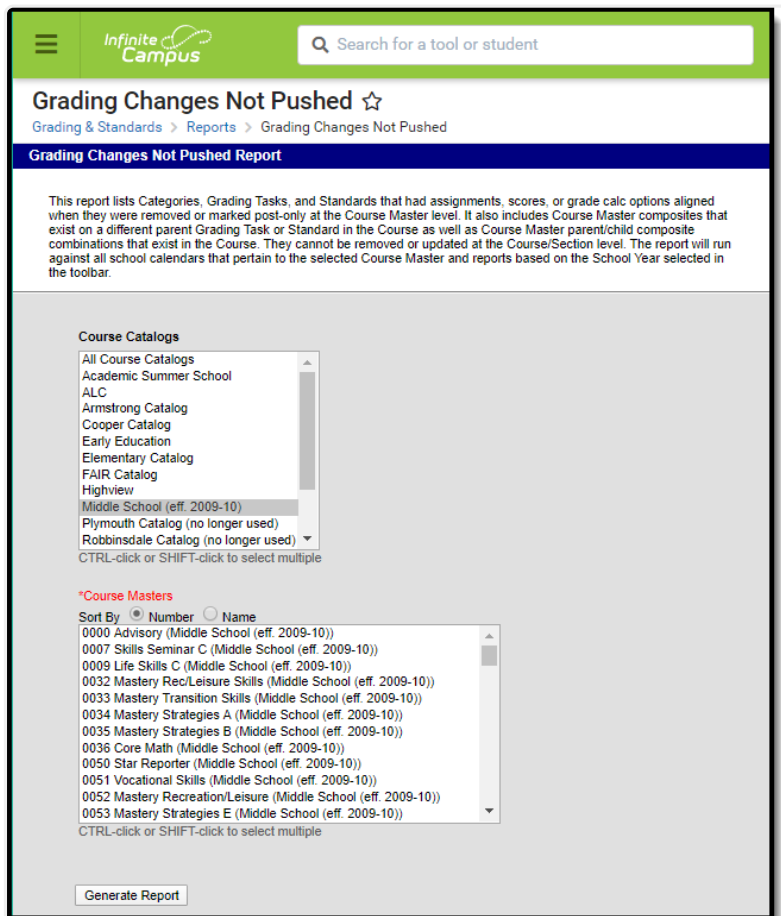 Infinite
Campus
Search for a tool or student
Grading Changes Not Pushed
Grading & Standards > Reports > Grading Changes Not Pushed
Grading Changes Not Pushed Report
This report lists Categories, Grading Tasks, and Standards that had assignments, scores, or grade calc options aligned
when they were removed or marked post-only at the Course Master level. It also includes Course Master composites that
exist on a different parent Grading Task or Standard in the Course as well as Course Master parent/child composite
combinations that exist in the Course. They cannot be removed or updated at the Course/Section level. The report will run
against all school calendars that pertain to the selected Course Master and reports based on the School Year selected in
the toolbar.
Course Catalogs
All Course Catalogs
Academic Summer School
ALC
Armstrong Catalog
Cooper Catalog
Early Education
Elementary Catalog
FAIR Catalog
Highview
Middle School (eff. 2009-10)
Plymouth Catalog (no longer used)
Robbinsdale Catalog (no longer used)
CTRL-click or SHIFT-click to select multiple
*Course Masters
Sort By Number Name
0000 Advisory (Middle School (eff. 2009-10))
0007 Skills Seminar C (Middle School (eff. 2009-10))
0009 Life Skills C (Middle School (eff. 2009-10))
0032 Mastery Rec/Leisure Skills (Middle School (eff. 2009-10))
0033 Mastery Transition Skills (Middle School (eff. 2009-10))
0034 Mastery Strategies A (Middle School (eff. 2009-10))
0035 Mastery Strategies B (Middle School (eff. 2009-10))
0036 Core Math (Middle School (eff. 2009-10))
0050 Star Reporter (Middle School (eff. 2009-10))
0051 Vocational Skills (Middle School (eff. 2009-10))
0052 Mastery Recreation/Leisure (Middle School (eff. 2009-10))
0053 Mastery Strategies E (Middle School (eff. 2009-10))
CTRL-click or SHIFT-click to select multiple
Generate Report